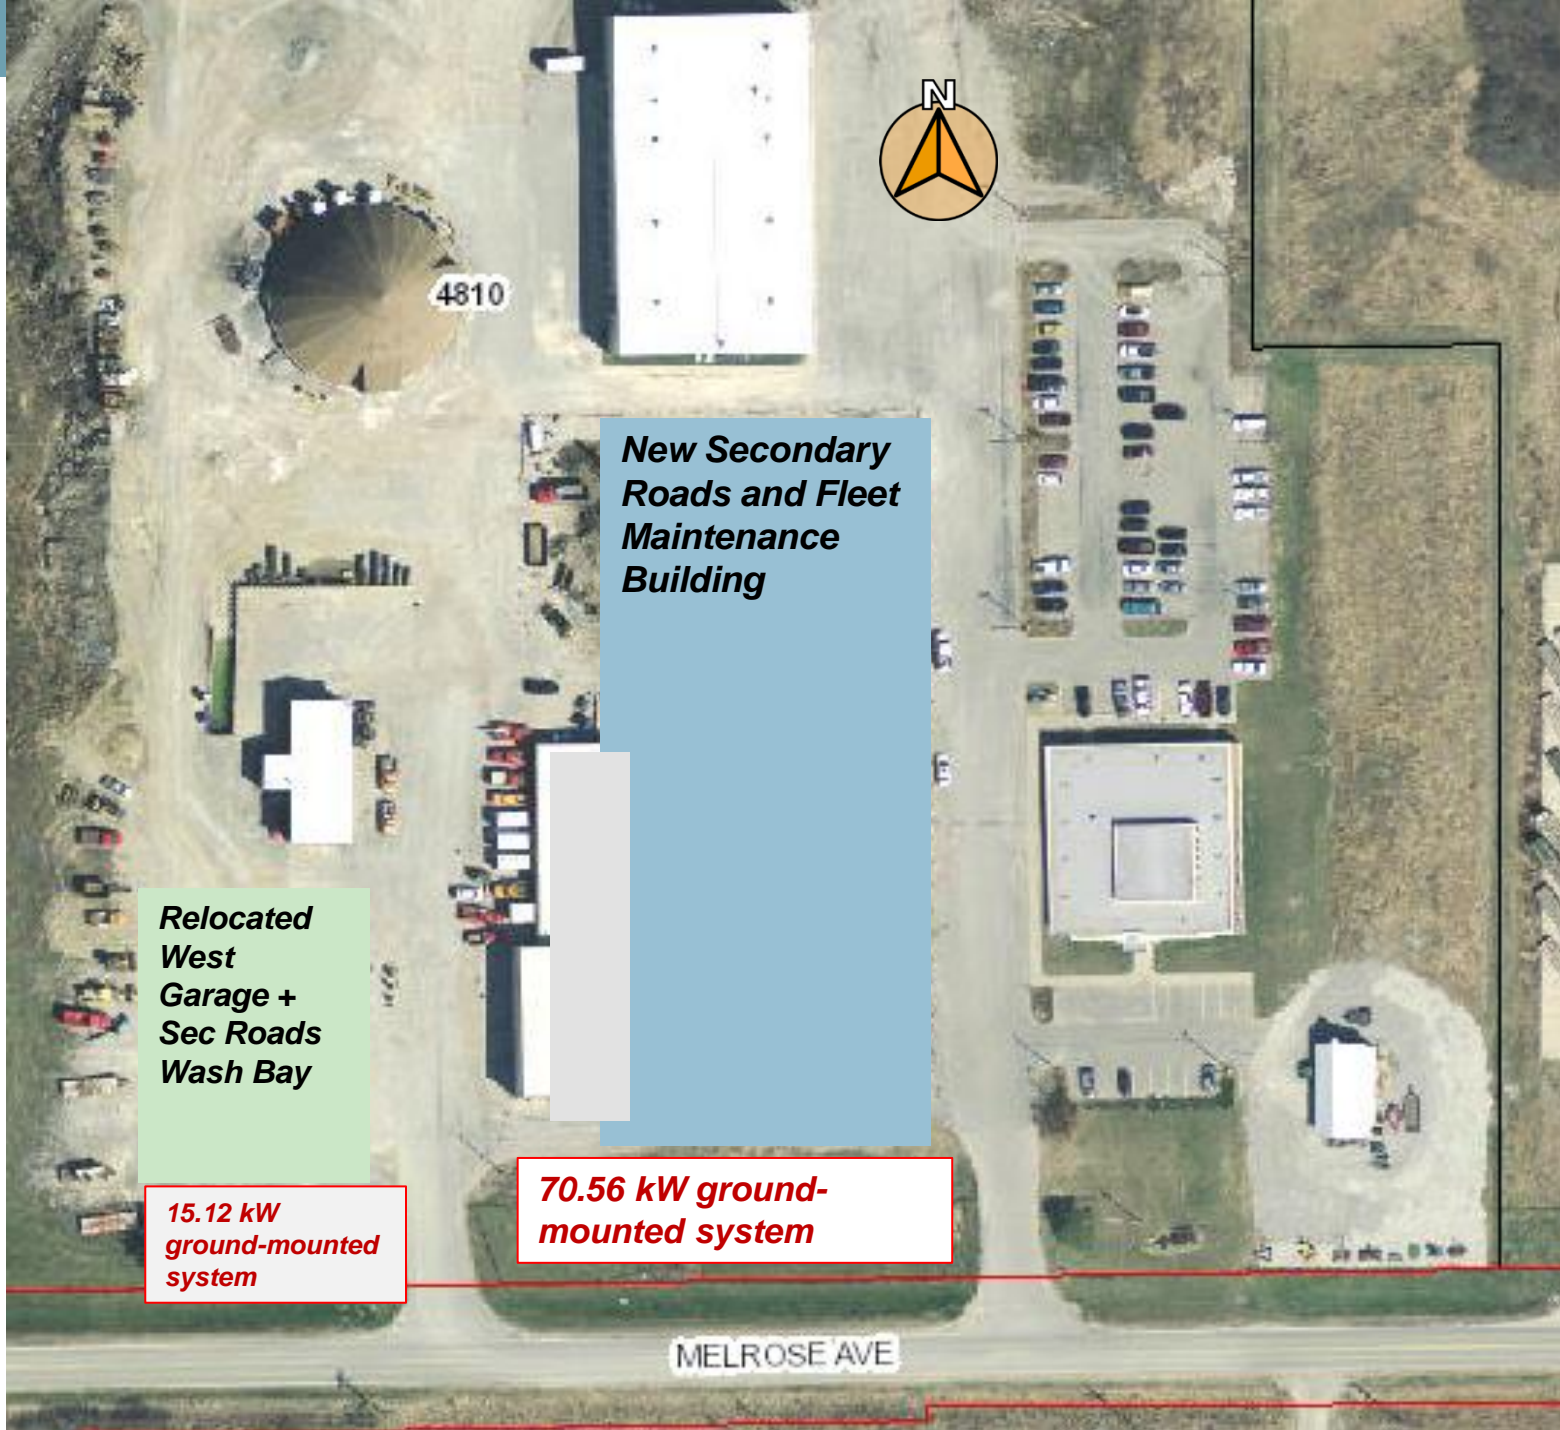 N
4810
New Secondary
Roads and Fleet
Maintenance
Building
Relocated
West
Garage +
Sec Roads
Wash Bay
15.12 kW
ground-mounted
system
70.56 kW ground-
mounted system
MELROSE AVE